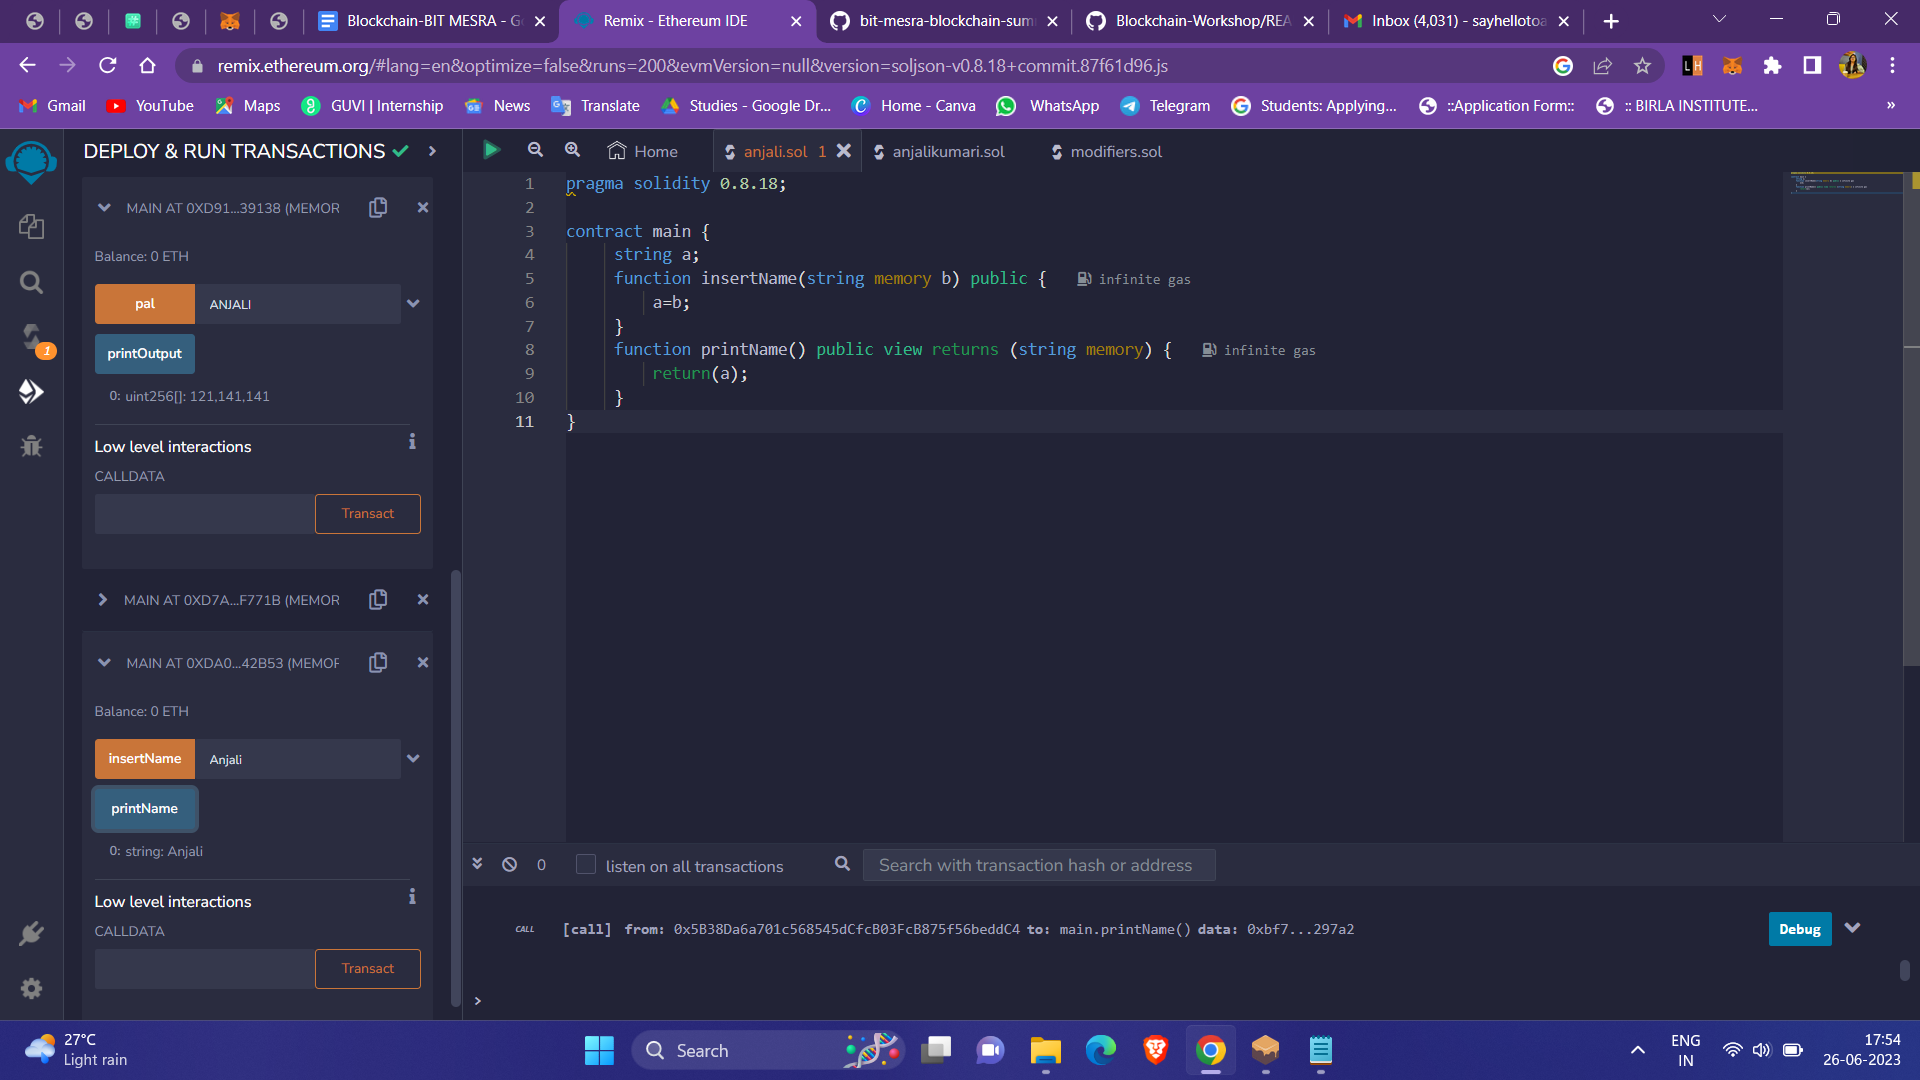 Blockchain-BIT MESRA - Go
Remix - Ethereum IDE
bit-mesra-blockchain-sum
Blockchain-Workshop/REA
Inbox (4,031) - sayhellotoa
remix.ethereum.org/#lang=en&optimize=false&runs=200&evmVersion=null&version=soljson-v0.8.18+commit.87f61d96.js
Gmail
YouTube
Maps
GUVI | Internship
News
Translate
Studies - Google Dr...
Home - Canva
WhatsApp
Telegram
Students: Applying...
::Application Form::
:: BIRLA INSTITUTE...
»
DEPLOY & RUN TRANSACTIONS
MAIN AT 0XD91...39138 (MEMOR
Balance: 0 ETH
pal ANJALI
printOutput
0: uint256[]: 121,141,141
Low level interactions
CALLDATA
Transact
MAIN AT 0XD7A...F771B (MEMOR
MAIN AT 0XDA0...42B53 (MEMOR
Balance: 0 ETH
insertName Anjali
printName
0: string: Anjali
Low level interactions
CALLDATA
Transact
1
Home
anjali.sol 1
anjalikumari.sol
modifiers.sol
1 pragma solidity 0.8.18;
2
3 contract main {
4 string a;
5 function insertName(string memory b) public { infinite gas
6 a=b;
7 }
8 function printName() public view returns (string memory) { infinite gas
9 return(a);
10 }
11 }
0 listen on all transactions Search with transaction hash or address
CALL [call] from: 0x5B38Da6a701c568545dCfcB03FcB875f56beddC4 to: main.printName() data: 0xbf7...297a2 Debug
>
27°C
Light rain
Search
ENG
IN
17:54
26-06-2023